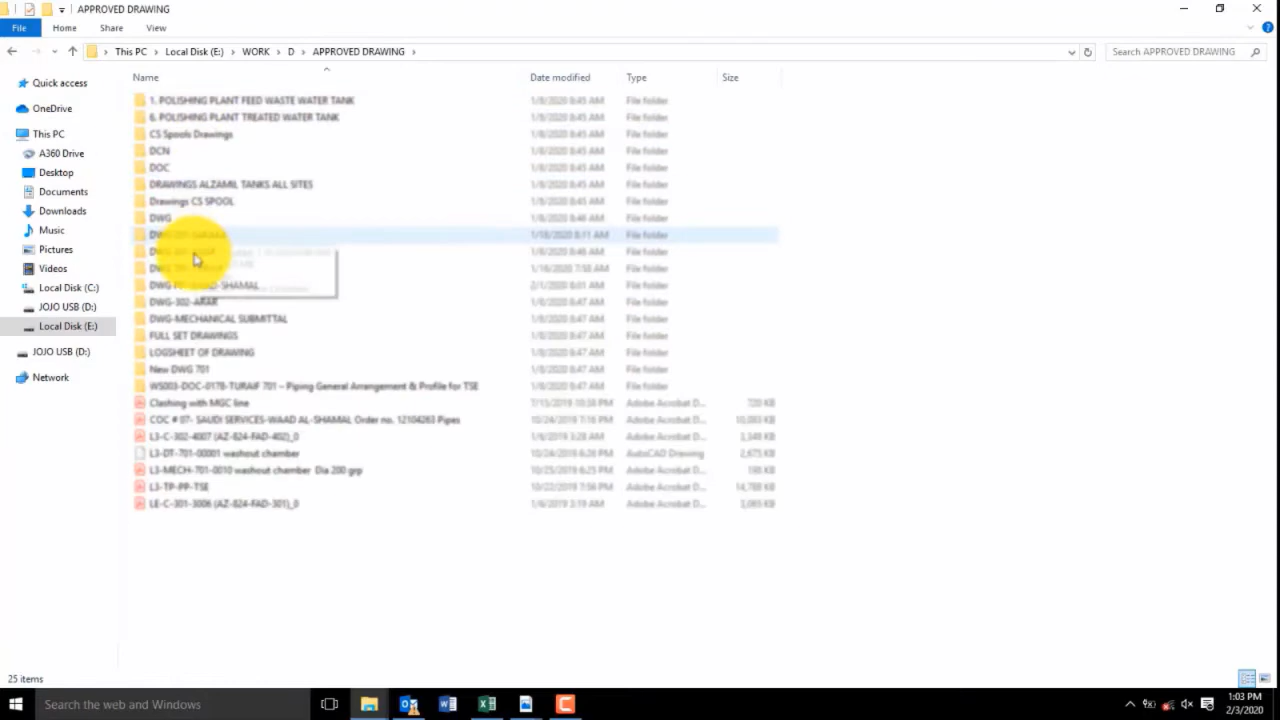 APPROVED DRAWING
File Home Share View
This PC Local Disk (E:) WORK D APPROVED DRAWING Search APPROVED DRAWING
Name Date modified Type Size
Quick access
OneDrive
This PC
A360 Drive
Desktop
Documents
Downloads
Music
Pictures
Videos
Local Disk (C:)
JOJO USB (D:)
Local Disk (E:)
JOJO USB (D:)
Network
1. POLISHING PLANT FEED WASTE WATER TANK 1/8/2020 8:45 AM File folder
6. POLISHING PLANT TREATED WATER TANK 1/8/2020 8:45 AM File folder
CS Spools Drawings 1/8/2020 8:45 AM File folder
DCN 1/8/2020 8:45 AM File folder
DOC 1/8/2020 8:45 AM File folder
DRAWINGS ALZAMIL TANKS ALL SITES 1/8/2020 8:45 AM File folder
Drawings CS SPOOL 1/8/2020 8:45 AM File folder
DWG 1/8/2020 8:46 AM File folder
DWG 1/18/2020 8:11 AM File folder
DWG 1/8/2020 8:46 AM File folder
DWG 1/16/2020 7:53 AM File folder
DWG 2/1/2020 8:01 AM File folder
DWG-302-ARAR 1/8/2020 8:47 AM File folder
DWG-MECHANICAL SUBMITTAL 1/8/2020 8:47 AM File folder
FULL SET DRAWINGS 1/8/2020 8:47 AM File folder
LOGSHEET OF DRAWING 1/8/2020 8:47 AM File folder
New DWG 701 1/8/2020 8:47 AM File folder
WS003-DOC-0178-TURAIF 701 – Piping General Arrangement & Profile for TSE 1/8/2020 8:47 AM File folder
Clashing with MGC line 7/15/2019 10:38 PM Adobe Acrobat D... 720 KB
COC # 07- SAUDI SERVICES-WAAD AL-SHAMAL Order no. 12104263 Pipes 10/24/2019 7:16 PM Adobe Acrobat D... 10,093 KB
L3-C-302-4007 (AZ-824-FAD-402)_0 1/6/2019 3:28 AM Adobe Acrobat D... 3,348 KB
L3-DT-701-00001 washout chamber 10/24/2019 6:26 PM AutoCAD Drawing 2,675 KB
L3-MECH-701-0010 washout chamber Dia 200 grp 10/25/2019 6:25 PM Adobe Acrobat D... 198 KB
L3-TP-PP-TSE 10/22/2019 7:56 PM Adobe Acrobat D... 14,788 KB
LE-C-301-3006 (AZ-824-FAD-301)_0 1/6/2019 3:19 AM Adobe Acrobat D... 3,065 KB
25 items
Search the web and Windows
1:03 PM
2/3/2020